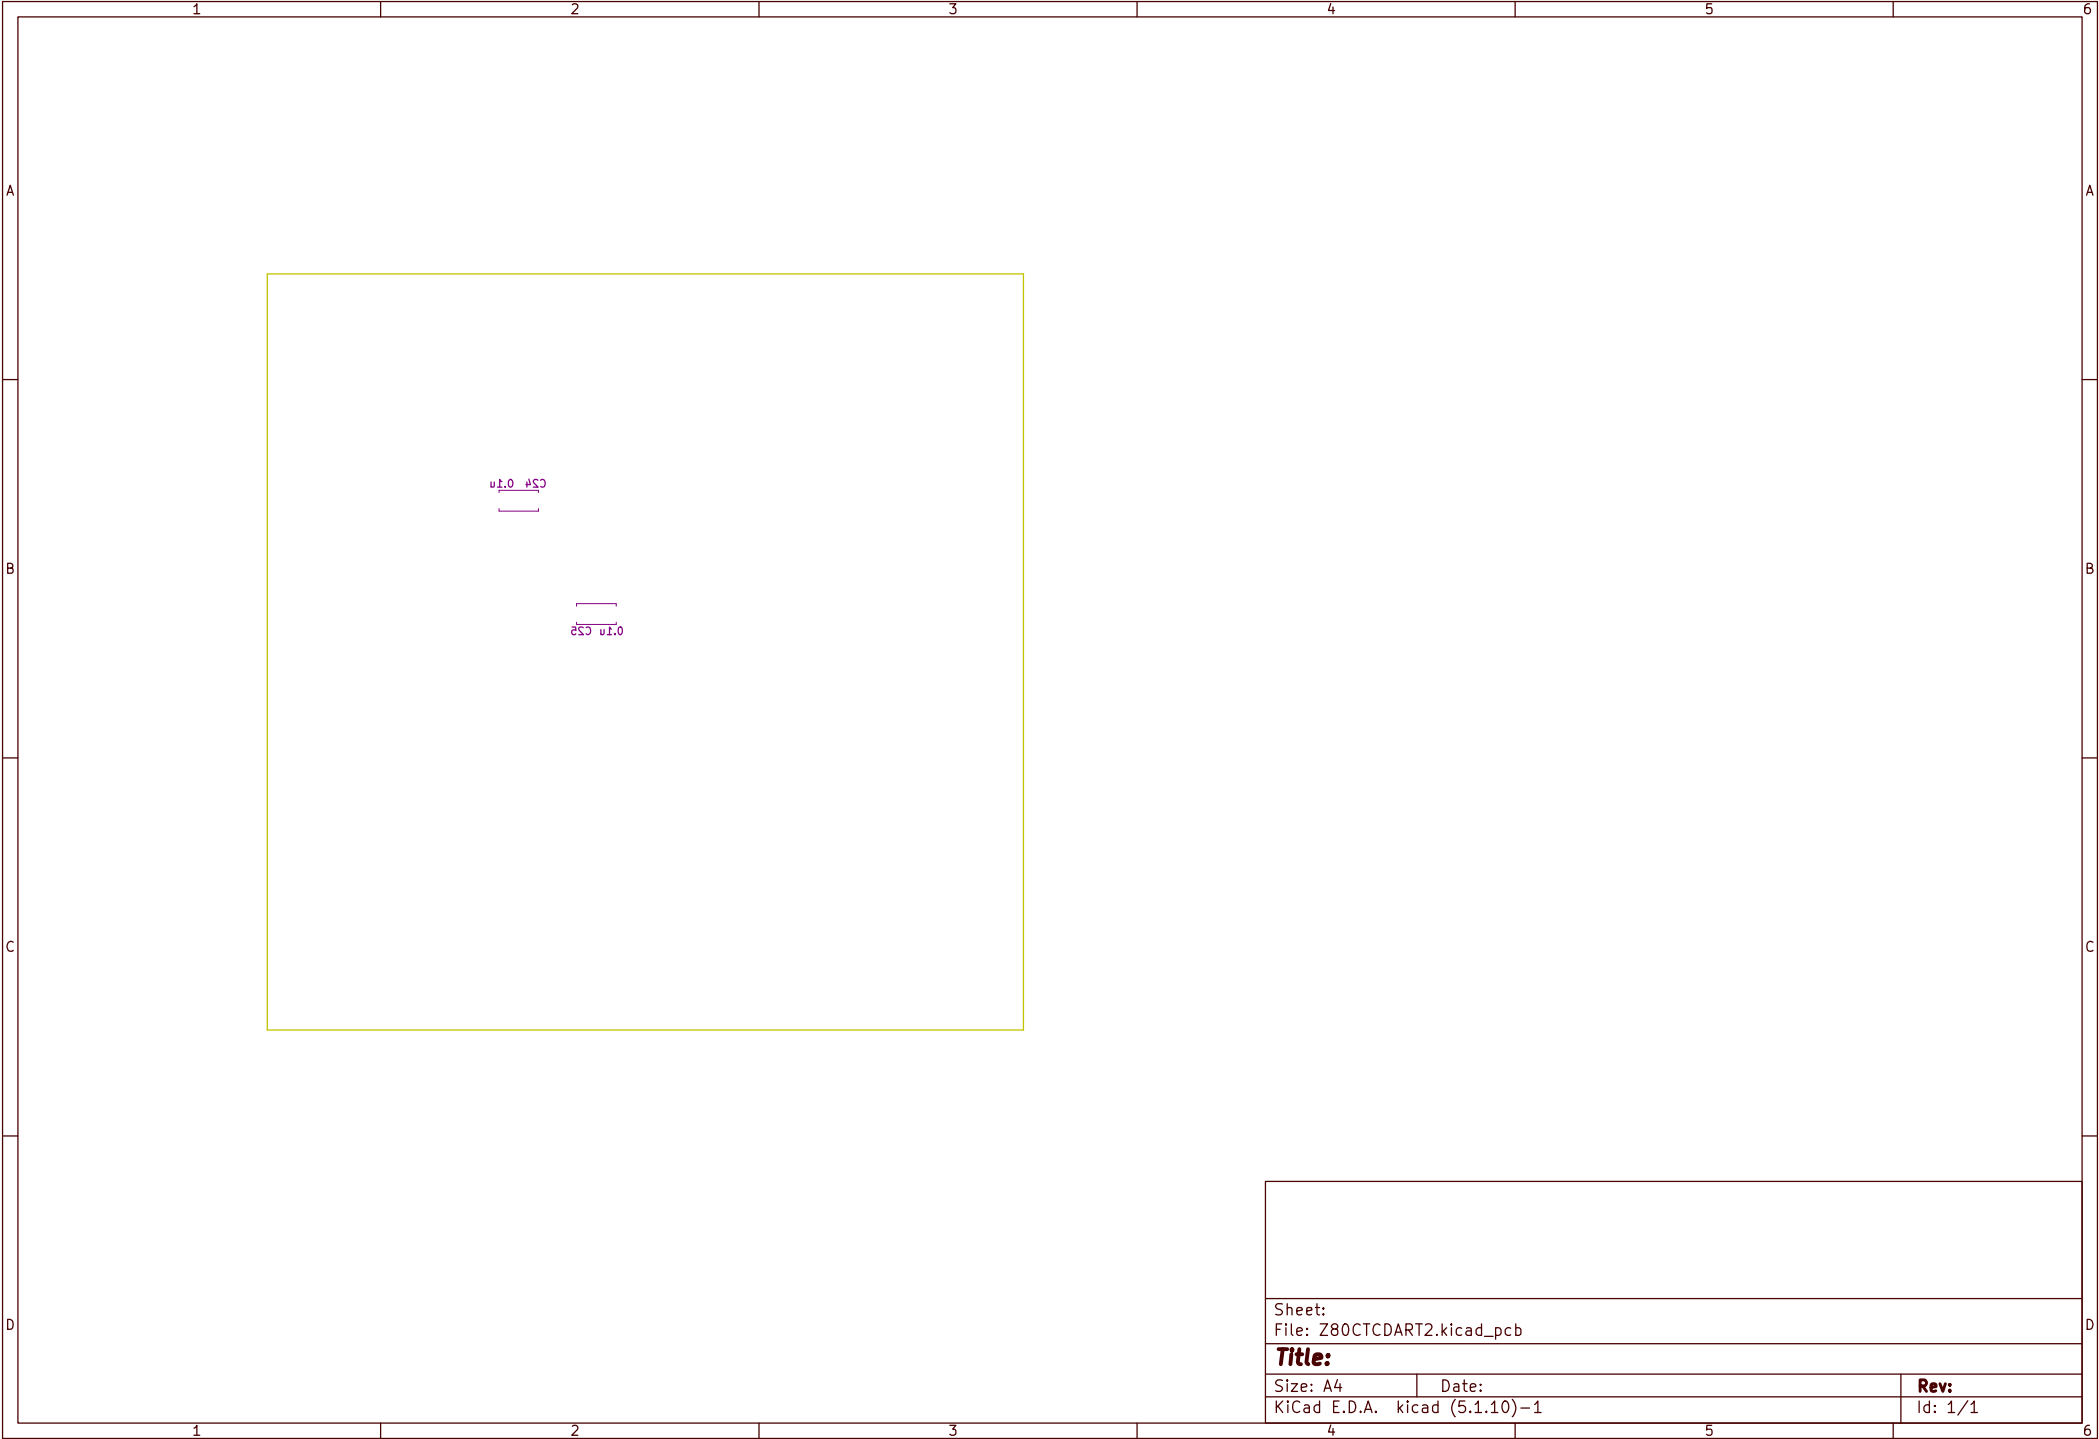 1 2 3 4 5 6
A A
C24 0.1u
B B
0.1u C25
C C
Sheet:
File: Z80CTCDART2.kicad_pcb
D D
Title:
Size: A4 Date: Rev:
KiCad E.D.A. kicad (5.1.10)-1 Id: 1/1
1 2 3 4 5 6